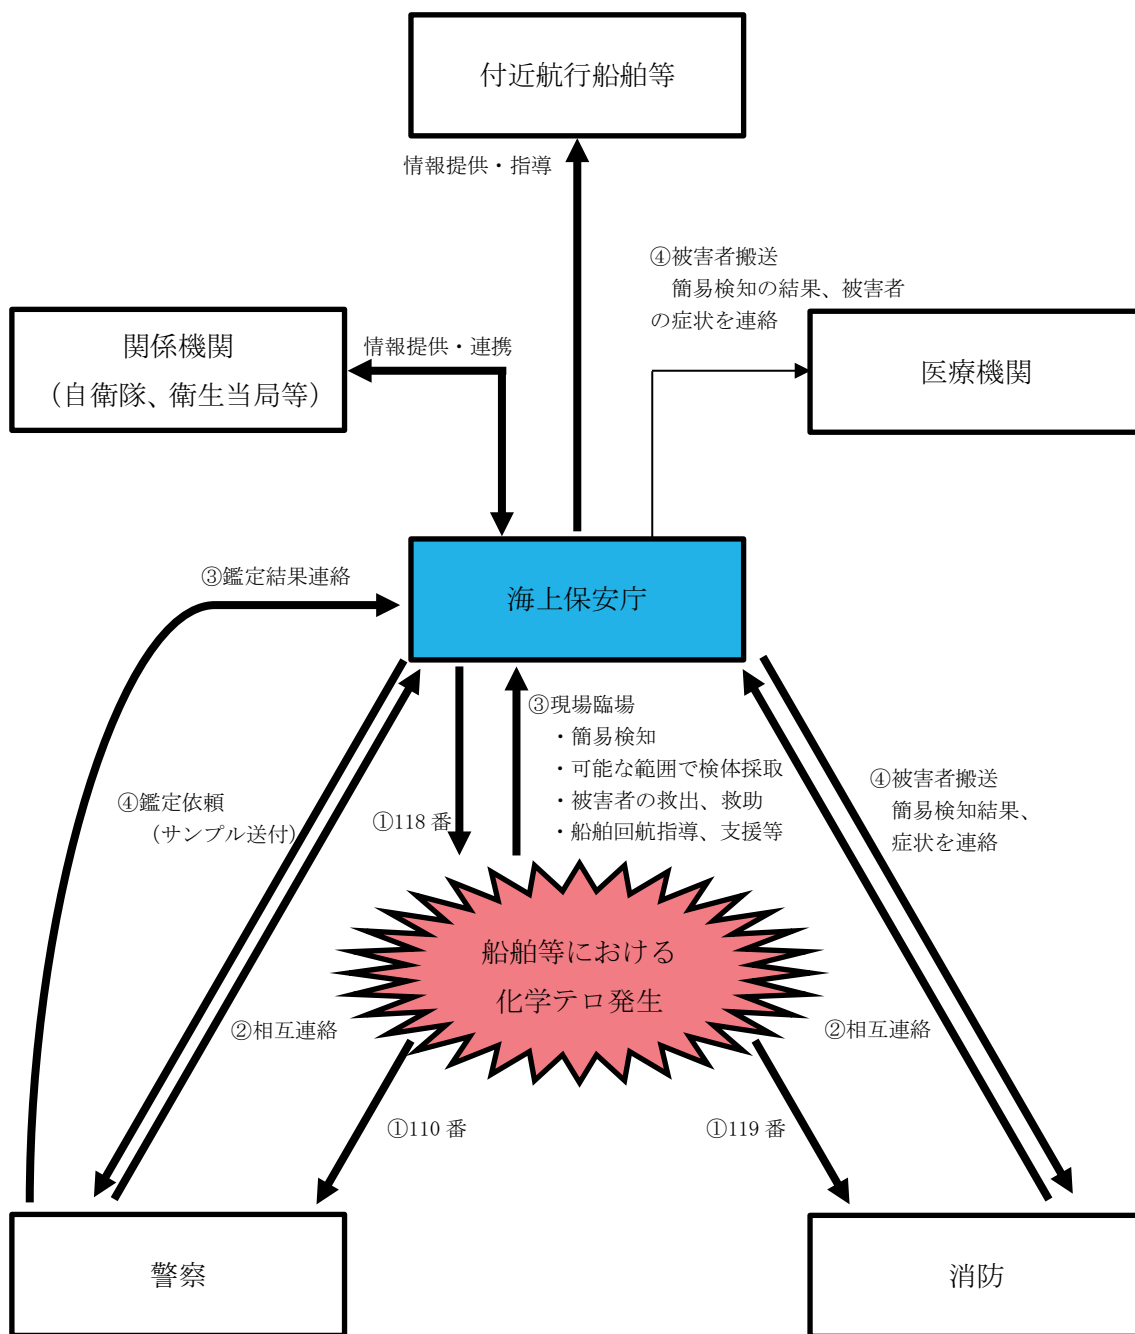 付近航行船舶等
情報提供・指導
④被害者搬送
簡易検知の結果、被害者
の症状を連絡
関係機関
（自衛隊、衛生当局等）
情報提供・連携
医療機関
③鑑定結果連絡
海上保安庁
③現場臨場
・簡易検知
・可能な範囲で検体採取
・被害者の救出、救助
・船舶回航指導、支援等
④鑑定依頼
（サンプル送付）
①118 番
④被害者搬送
簡易検知結果、
症状を連絡
船舶等における
化学テロ発生
②相互連絡
②相互連絡
①110 番
①119 番
警察
消防